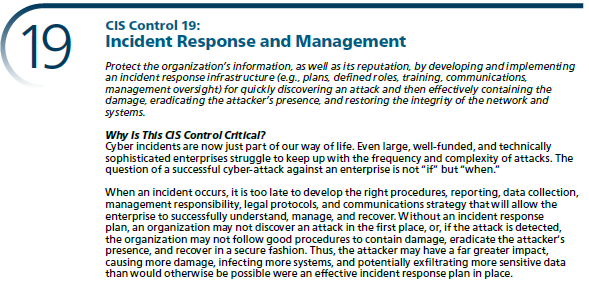 19
CIS Control 19:
Incident Response and Management
Protect the organization's information, as well as its reputation, by developing and implementing
an incident response infrastructure (e.g., plans, defined roles, training, communications,
management oversight) for quickly discovering an attack and then effectively containing the
damage, eradicating the attacker's presence, and restoring the integrity of the network and
systems.
Why Is This CIS Control Critical?
Cyber incidents are now just part of our way of life. Even large, well-funded, and technically
sophisticated enterprises struggle to keep up with the frequency and complexity of attacks. The
question of a successful cyber-attack against an enterprise is not "if" but "when."
When an incident occurs, it is too late to develop the right procedures, reporting, data collection,
management responsibility, legal protocols, and communications strategy that will allow the
enterprise to successfully understand, manage, and recover. Without an incident response
plan, an organization may not discover an attack in the first place, or, if the attack is detected,
the organization may not follow good procedures to contain damage, eradicate the attacker's
presence, and recover in a secure fashion. Thus, the attacker may have a far greater impact,
causing more damage, infecting more systems, and potentially exfiltrating more sensitive data
than would otherwise be possible were an effective incident response plan in place.